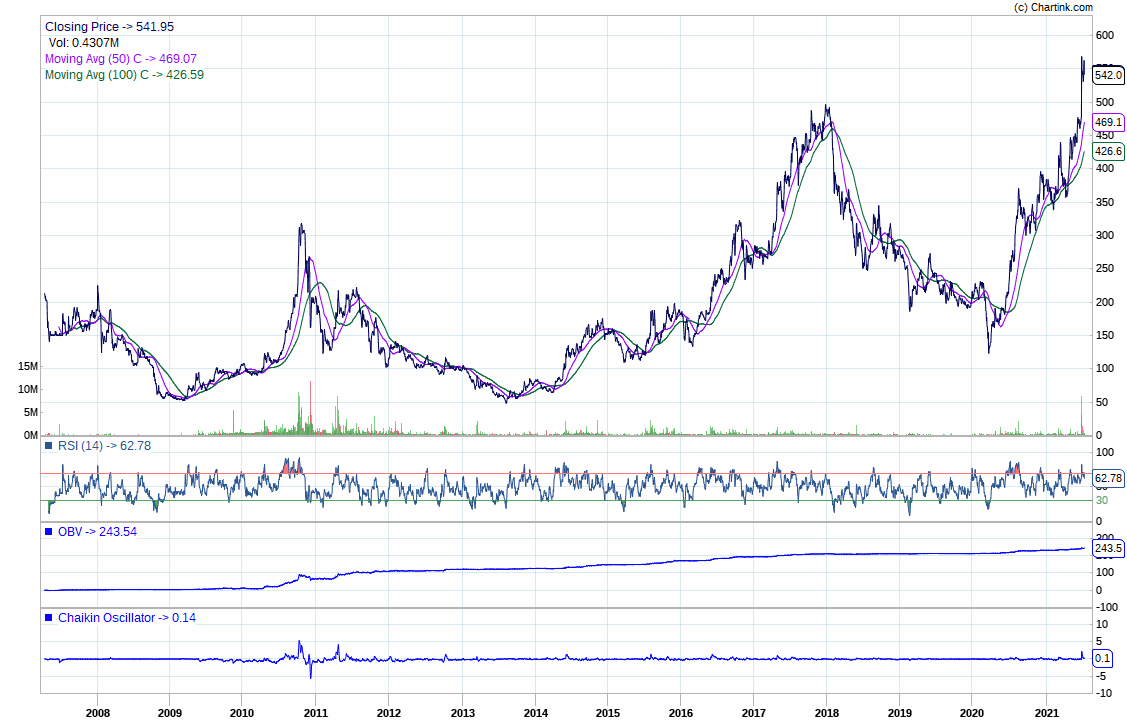 (c) Chartink.com
Closing Price -> 541.95
Vol: 0.4307M
Moving Avg (50) C -> 469.07
Moving Avg (100) C -> 426.59
600
542.0
500
469.1
450
426.6
400
350
300
250
200
150
100
50
0
15M
10M
5M
0M
RSI (14) -> 62.78
100
62.78
30
0
OBV -> 243.54
200
243.5
100
0
-100
Chaikin Oscillator -> 0.14
10
5
0.1
-5
-10
2008 2009 2010 2011 2012 2013 2014 2015 2016 2017 2018 2019 2020 2021